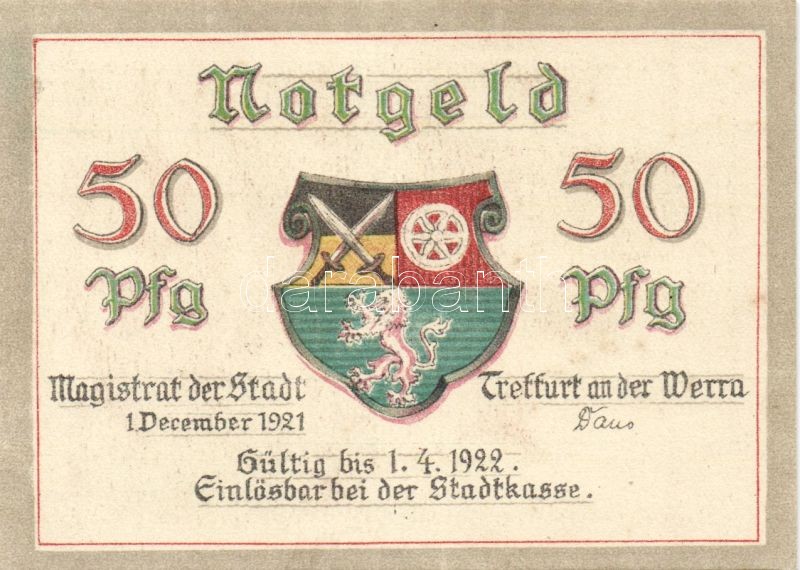 Notgeld
50 50
Pfg Pfg
darabanth
Magistrat der Stadt Treffurt an der Werra
1. December 1921
Gültig bis 1. 4. 1922.
Einlösbar bei der Stadtkasse.